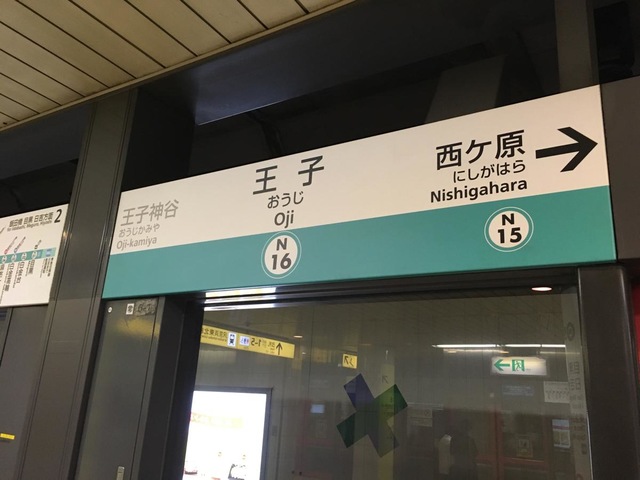 王子神谷
おうじかみや
Oji-kamiya
王子
おうじ
Oji
N
16
西ケ原
にしがはら
Nishigahara
N
15
2